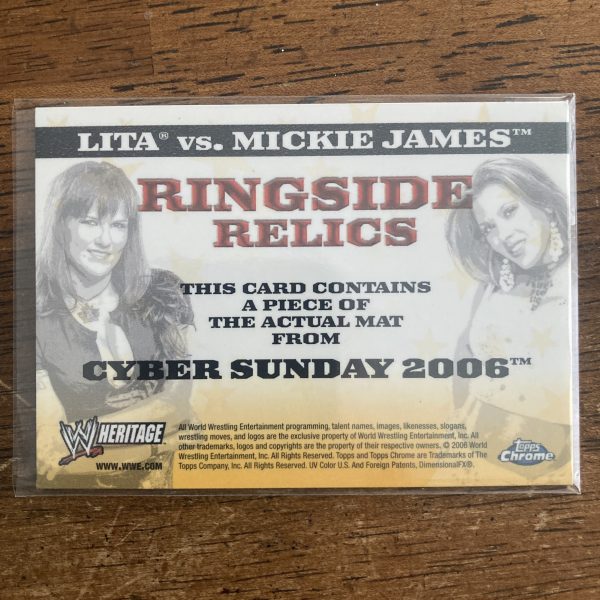 LITA® vs. MICKIE JAMES™
RINGSIDE
RELICS
THIS CARD CONTAINS
A PIECE OF
THE ACTUAL MAT
FROM
CYBER SUNDAY 2006™
W HERITAGE
WWW.WWE.COM
All World Wrestling Entertainment programming, talent names, images, likenesses, slogans,
wrestling moves, and logos are the exclusive property of World Wrestling Entertainment, Inc. All
other trademarks, logos and copyrights are the property of their respective owners. © 2006 World
Wrestling Entertainment, Inc. All Rights Reserved. Topps and Topps Chrome are Trademarks of The
Topps Company, Inc. All Rights Reserved. UV Color U.S. And Foreign Patents, DimensionalFX®.
Topps
Chrome